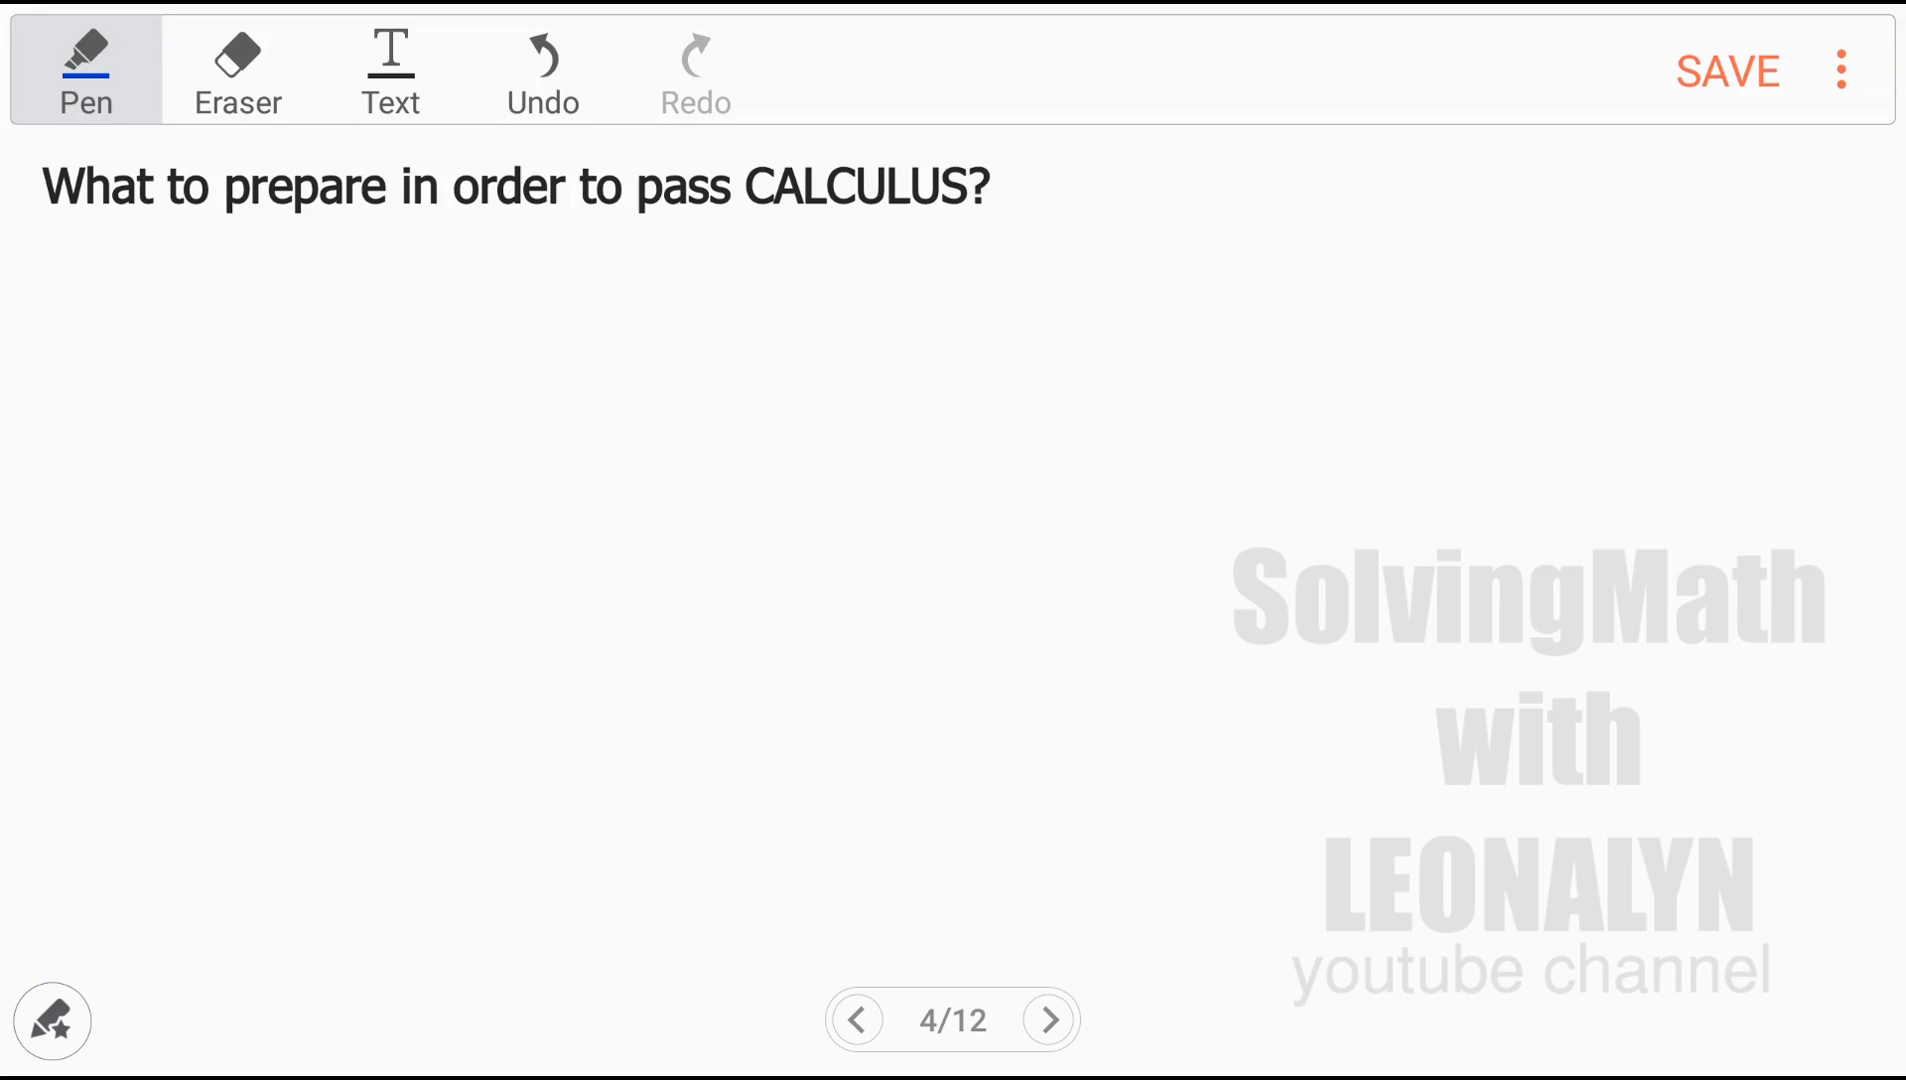 Pen Eraser Text Undo Redo SAVE
What to prepare in order to pass CALCULUS?
SolvingMath
with
LEONALYN
youtube channel
4/12